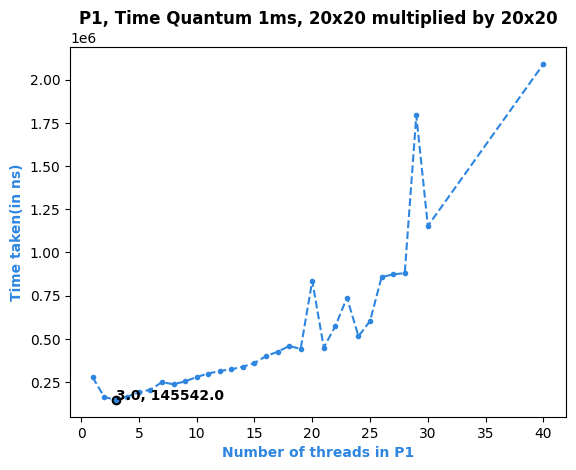 P1, Time Quantum 1ms, 20x20 multiplied by 20x20
1e6
2.00
1.75
1.50
1.25
1.00
0.75
0.50
0.25
Time taken(in ns)
3.0, 145542.0
0 5 10 15 20 25 30 35 40
Number of threads in P1